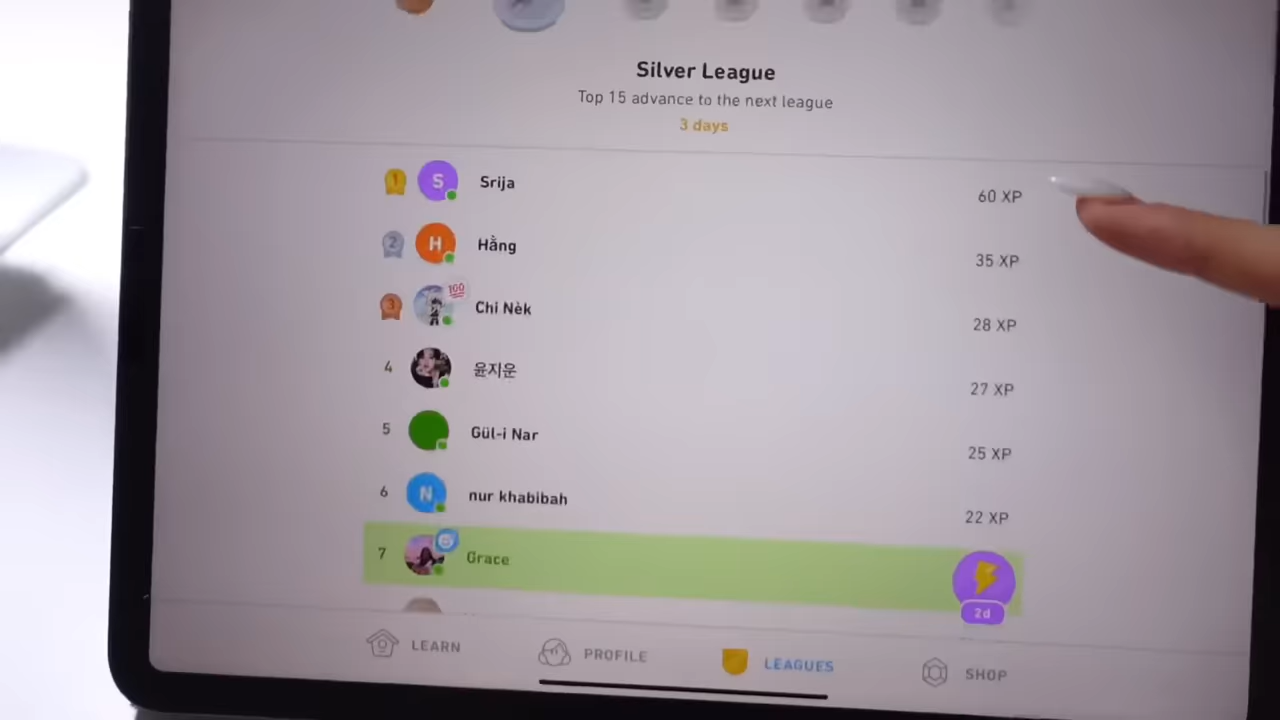 Silver League
Top 15 advance to the next league
3 days
1 S Srija 60 XP
2 H Hằng 35 XP
3 100 Chi Nèk 28 XP
4 윤지운 27 XP
5 Gül-i Nar 25 XP
6 N nur khabibah 22 XP
7 Grace
2d
LEARN PROFILE LEAGUES SHOP